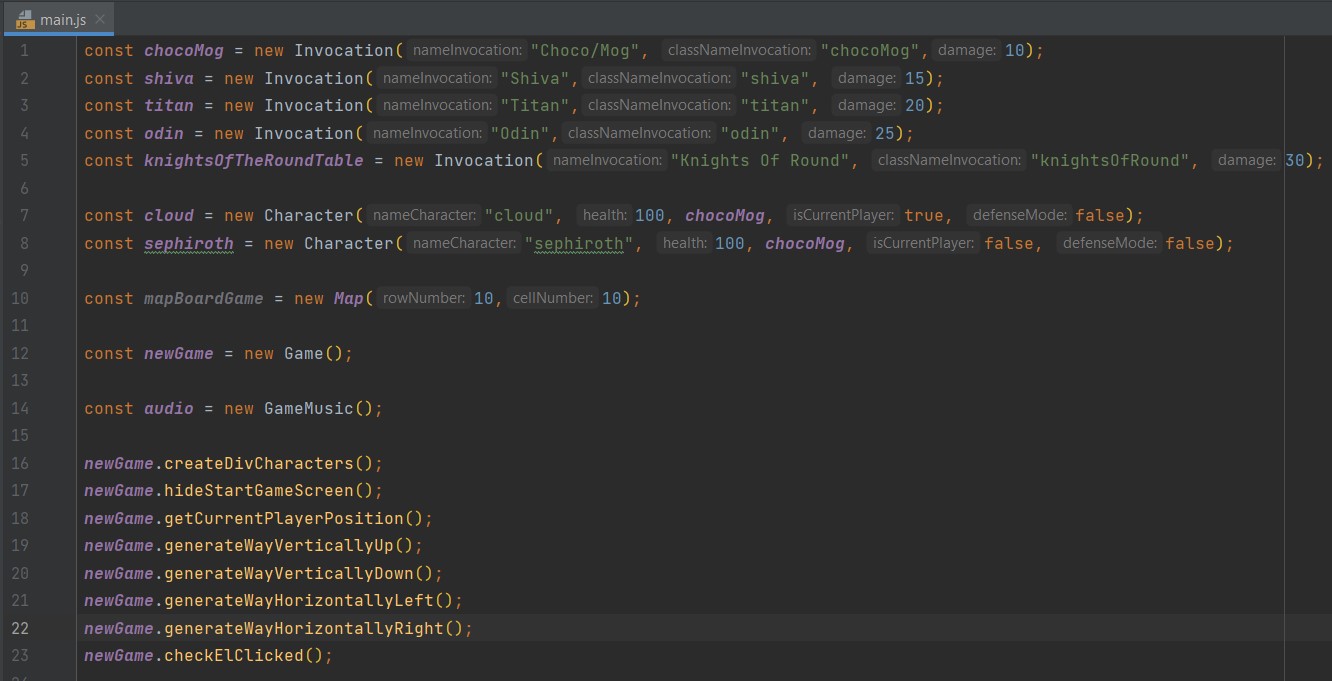 JS main.js ×
1 const chocoMog = new Invocation( nameInvocation: "Choco/Mog", classNameInvocation: "chocoMog", damage: 10);
2 const shiva = new Invocation( nameInvocation: "Shiva", classNameInvocation: "shiva", damage: 15);
3 const titan = new Invocation( nameInvocation: "Titan", classNameInvocation: "titan", damage: 20);
4 const odin = new Invocation( nameInvocation: "Odin", classNameInvocation: "odin", damage: 25);
5 const knightsOfTheRoundTable = new Invocation( nameInvocation: "Knights Of Round", classNameInvocation: "knightsOfRound", damage: 30);
6
7 const cloud = new Character( nameCharacter: "cloud", health: 100, chocoMog, isCurrentPlayer: true, defenseMode: false);
8 const sephiroth = new Character( nameCharacter: "sephiroth", health: 100, chocoMog, isCurrentPlayer: false, defenseMode: false);
9
10 const mapBoardGame = new Map( rowNumber: 10, cellNumber: 10);
11
12 const newGame = new Game();
13
14 const audio = new GameMusic();
15
16 newGame.createDivCharacters();
17 newGame.hideStartGameScreen();
18 newGame.getCurrentPlayerPosition();
19 newGame.generateWayVerticallyUp();
20 newGame.generateWayVerticallyDown();
21 newGame.generateWayHorizontallyLeft();
22 newGame.generateWayHorizontallyRight();
23 newGame.checkElClicked();